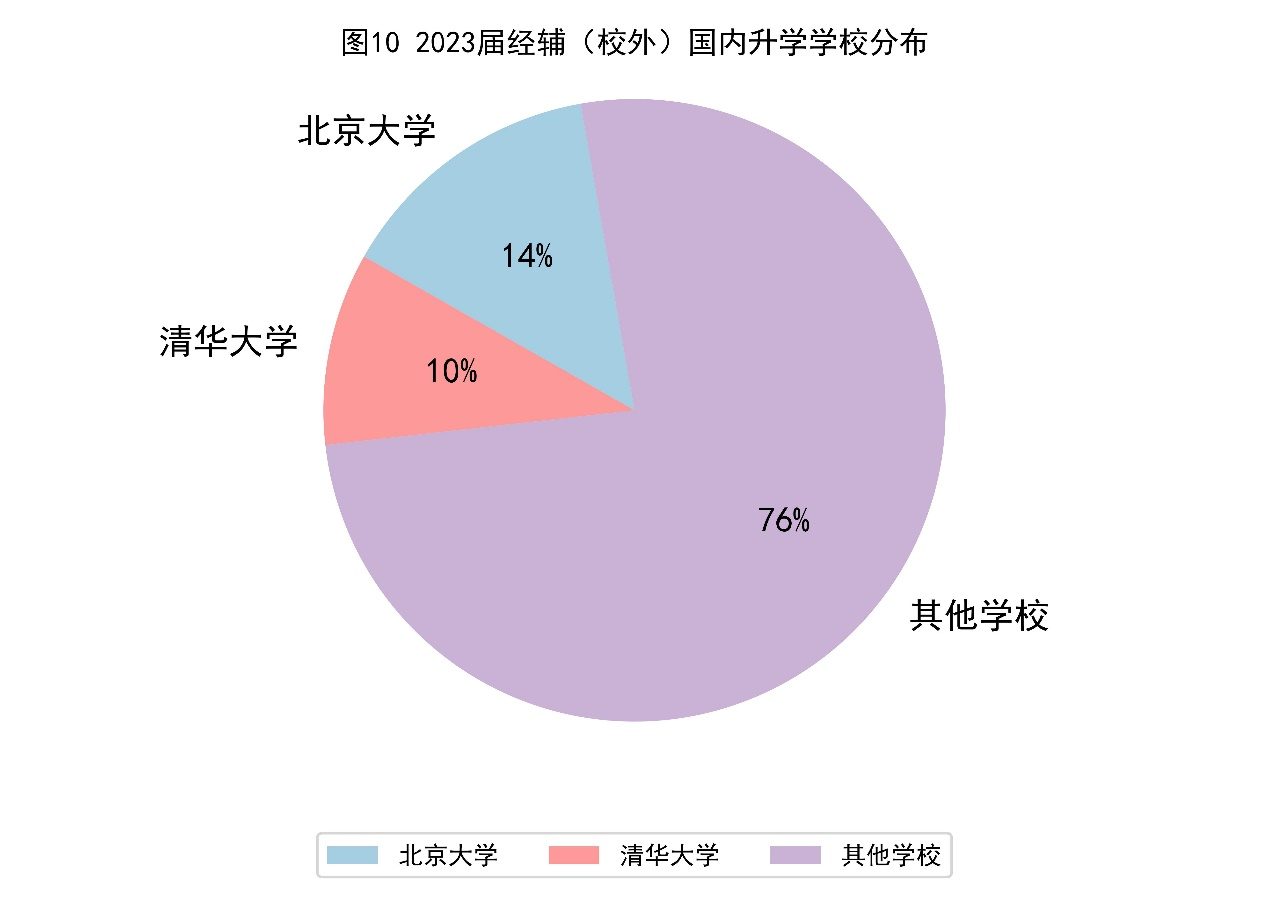 图10 2023届经辅（校外）国内升学学校分布
北京大学
14%
清华大学
10%
76%
其他学校
北京大学 清华大学 其他学校